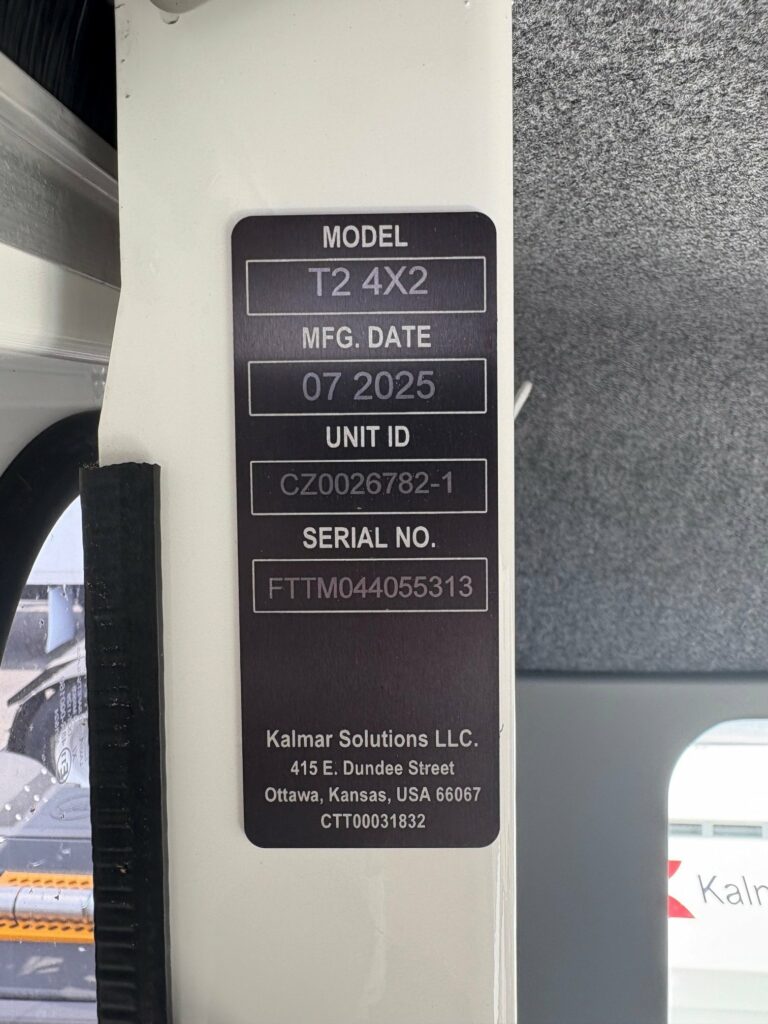 MODEL
T2 4X2
MFG. DATE
07 2025
UNIT ID
CZ0026782-1
SERIAL NO.
FTTM044055313
Kalmar Solutions LLC.
415 E. Dundee Street
Ottawa, Kansas, USA 66067
CTT00031832
Kaln